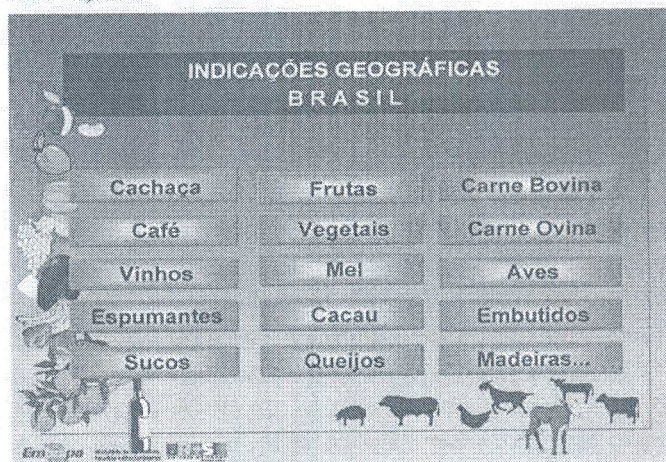 INDICAÇÕES GEOGRÁFICAS
BRASIL
Cachaça Frutas Carne Bovina
Café Vegetais Carne Ovina
Vinhos Mel Aves
Espumantes Cacau Embutidos
Sucos Queijos Madeiras...